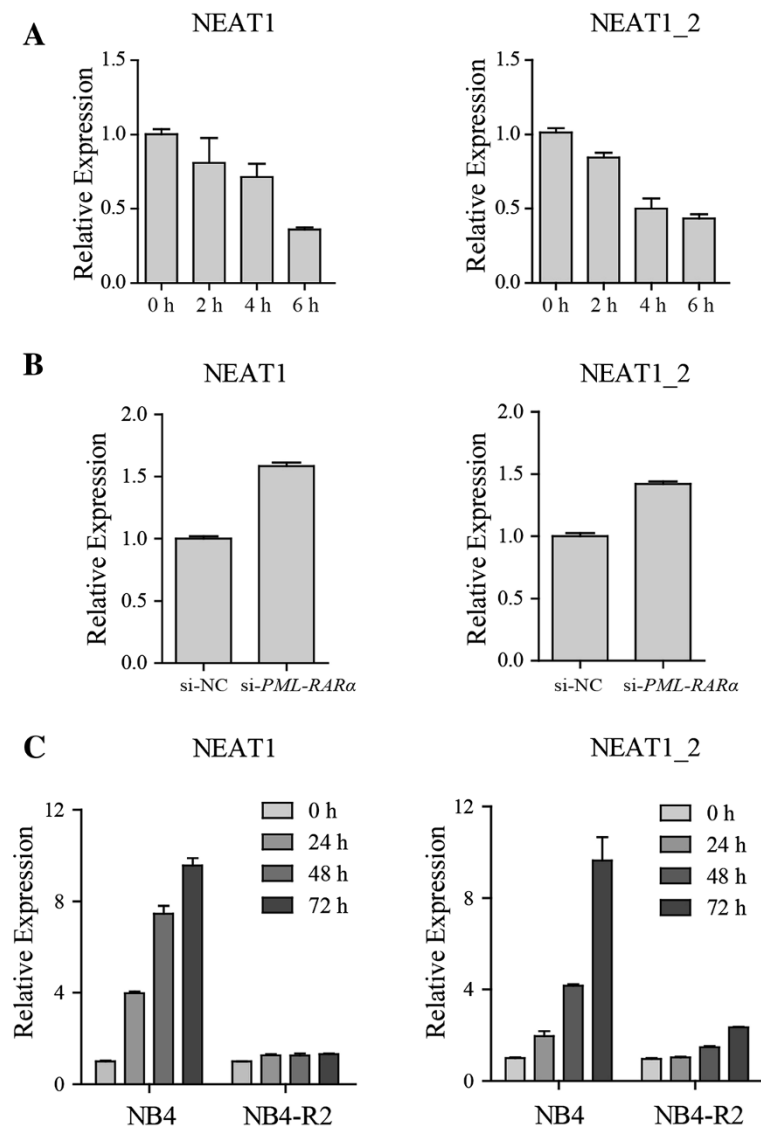 A
NEAT1
Relative Expression
1.5
1.0
0.5
0.0
0 h 2 h 4 h 6 h
NEAT1_2
Relative Expression
1.5
1.0
0.5
0.0
0 h 2 h 4 h 6 h
B
NEAT1
Relative Expression
2.0
1.5
1.0
0.5
0.0
si-NC si-PML-RARα
NEAT1_2
Relative Expression
2.0
1.5
1.0
0.5
0.0
si-NC si-PML-RARα
C
NEAT1
Relative Expression
12
8
4
0
0 h
24 h
48 h
72 h
NB4 NB4-R2
NEAT1_2
Relative Expression
12
8
4
0
0 h
24 h
48 h
72 h
NB4 NB4-R2